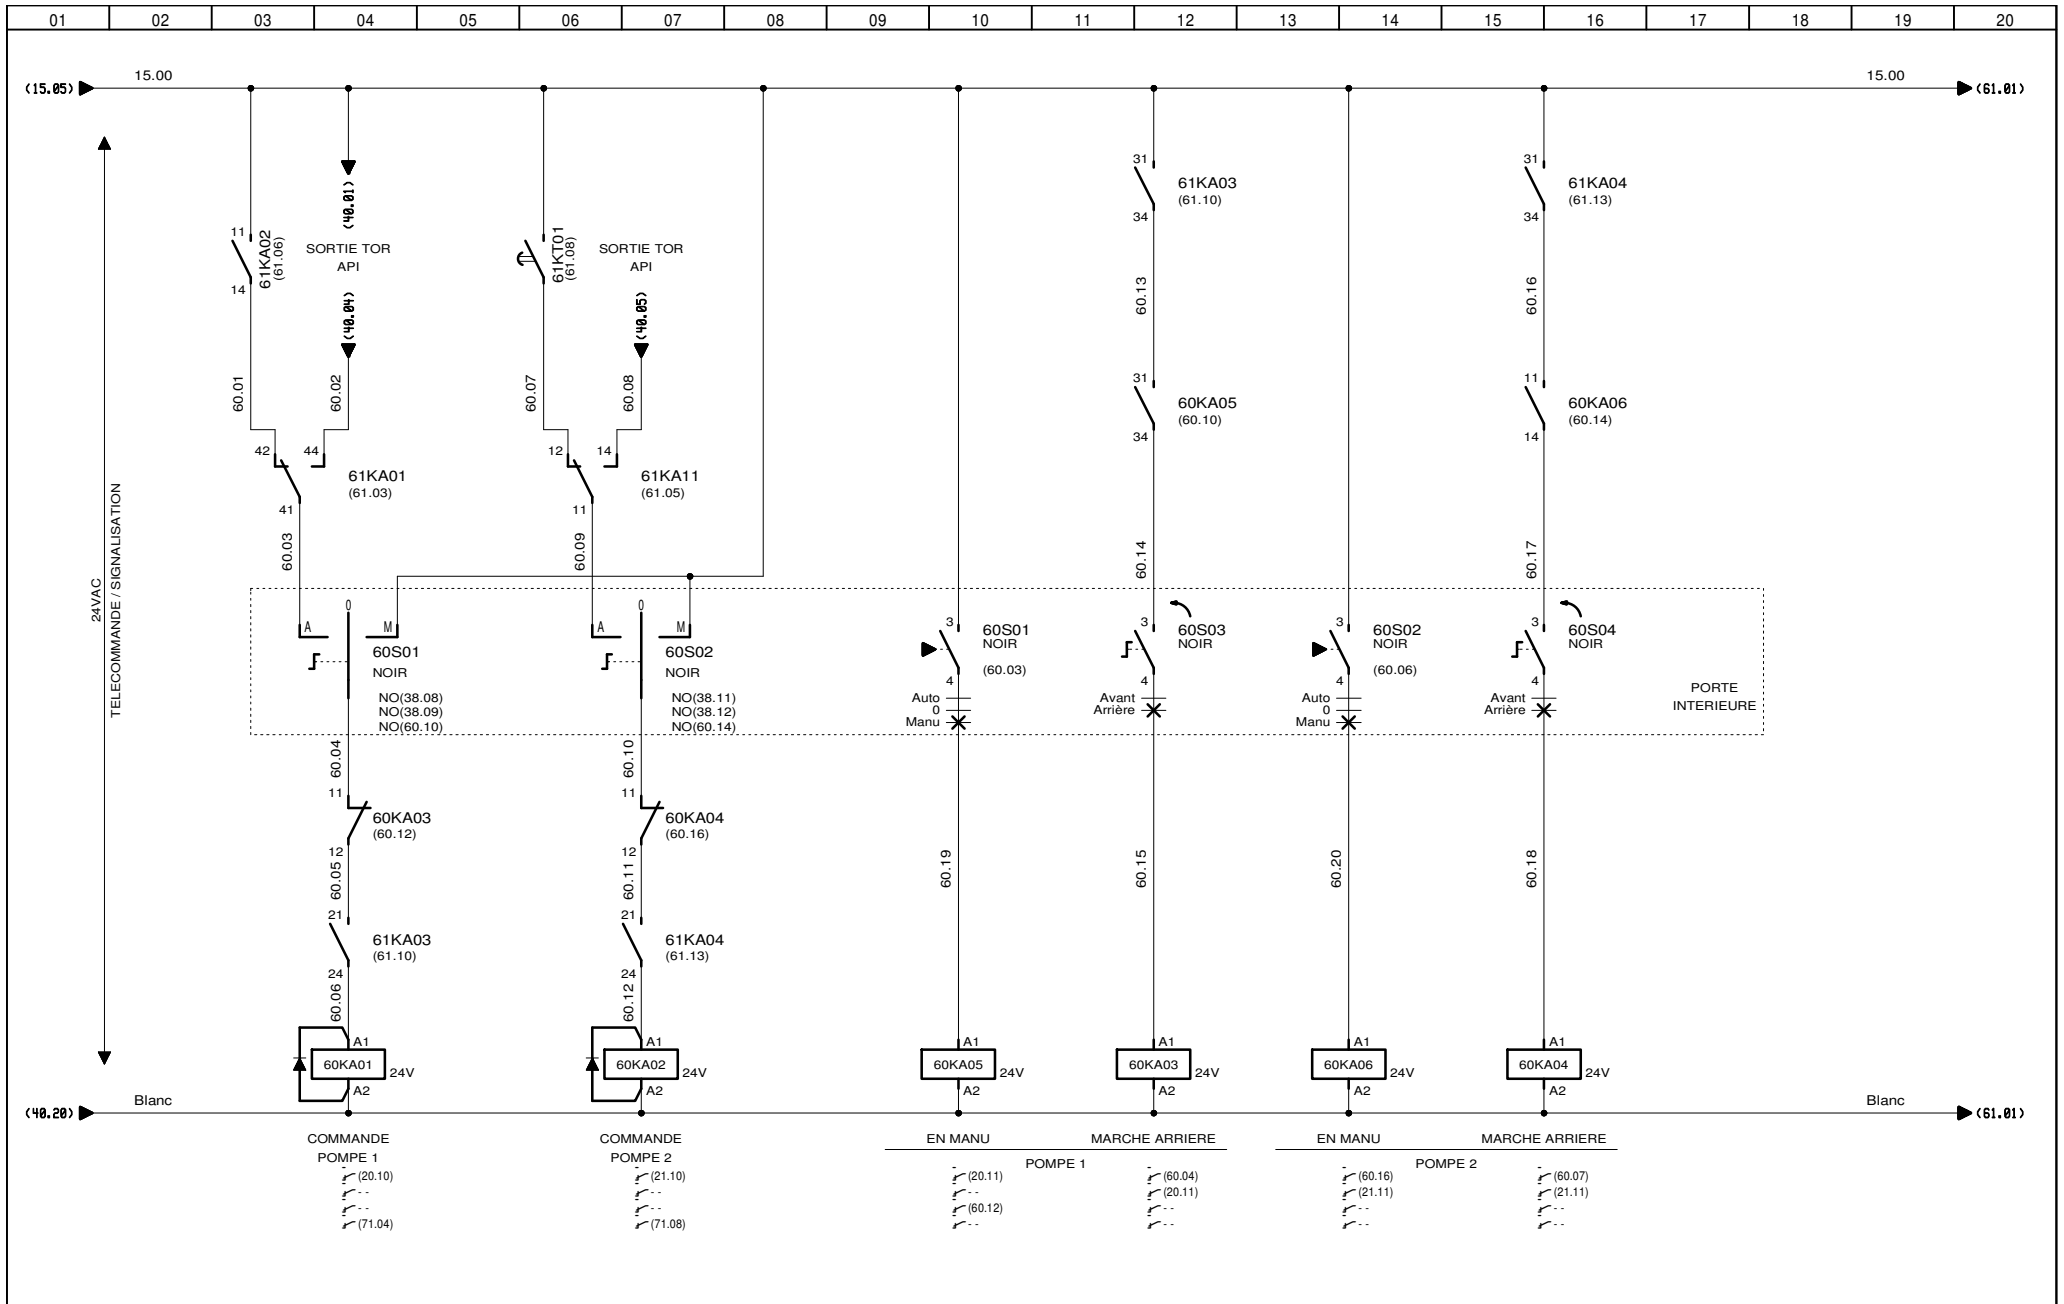 01 02 03 04 05 06 07 08 09 10 11 12 13 14 15 16 17 18 19 20
(15.05) 15.00 15.00 (61.01)
24VAC
TELECOMMANDE / SIGNALISATION
11
61KA02
(61.06)
14
(40.01)
SORTIE TOR
API
(40.04)
61KT01
(61.08)
SORTIE TOR
API
(40.05)
31
61KA03
(61.10)
34
31
61KA04
(61.13)
34
60.13
60.16
60.01
60.02
60.07
60.08
31
60KA05
(60.10)
34
11
60KA06
(60.14)
14
42 44
61KA01
(61.03)
41
12 14
61KA11
(61.05)
11
60.03
60.09
60.14
60.17
A 0 M
60S01
NOIR
NO(38.08)
NO(38.09)
NO(60.10)
A 0 M
60S02
NOIR
NO(38.11)
NO(38.12)
NO(60.14)
3
60S01
NOIR
(60.03)
4
Auto
0
Manu
3
60S03
NOIR
4
Avant
Arrière
3
60S02
NOIR
(60.06)
4
Auto
0
Manu
3
60S04
NOIR
4
Avant
Arrière
PORTE
INTERIEURE
60.04
60.10
11
60KA03
(60.12)
12
11
60KA04
(60.16)
12
60.05
60.11
60.19
60.15
60.20
60.18
21
61KA03
(61.10)
24
21
61KA04
(61.13)
24
60.06
60.12
A1
60KA01 24V
A2
A1
60KA02 24V
A2
A1
60KA05 24V
A2
A1
60KA03 24V
A2
A1
60KA06 24V
A2
A1
60KA04 24V
A2
(40.20) Blanc Blanc (61.01)
COMMANDE
POMPE 1
(20.10)
- -
- -
(71.04)
COMMANDE
POMPE 2
(21.10)
- -
- -
(71.08)
EN MANU MARCHE ARRIERE
POMPE 1
(20.11)
- -
(60.12)
- -
(60.04)
(20.11)
- -
- -
EN MANU MARCHE ARRIERE
POMPE 2
(60.16)
(21.11)
- -
- -
(60.07)
(21.11)
- -
- -